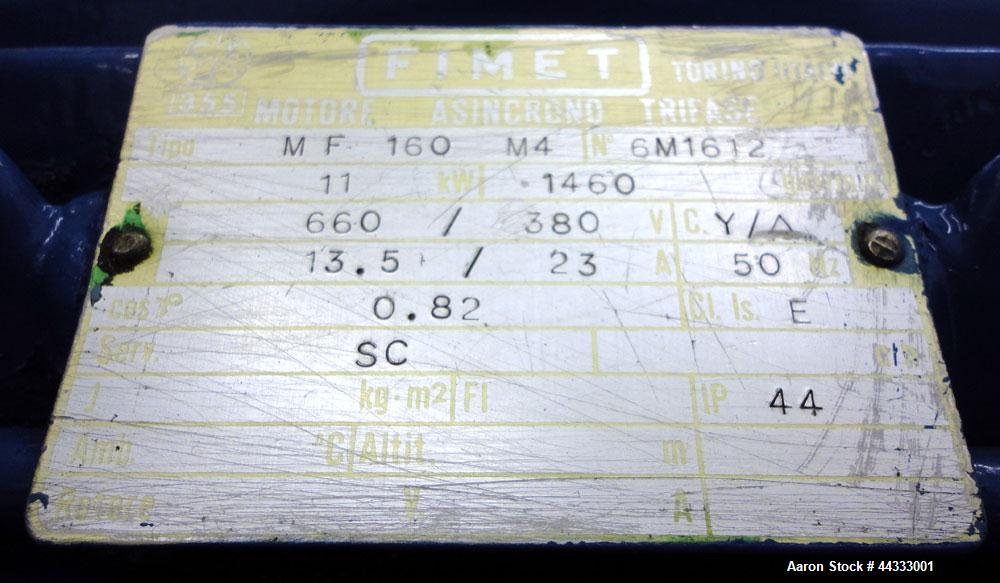 FIMET TORINO ITALY
1355 MOTORE ASINCRONO TRIFASE
Tipo MF 160 M4 N° 6M1612
11 kW 1460
660 / 380 V C. Y/Δ
13.5 / 23 A 50 Hz
cos φ 0.82 Cl. Is. E
Serv. SC
J kg·m2 FI IP 44
Amb °C Altit. m
Rotore V A
Aaron Stock # 44333001